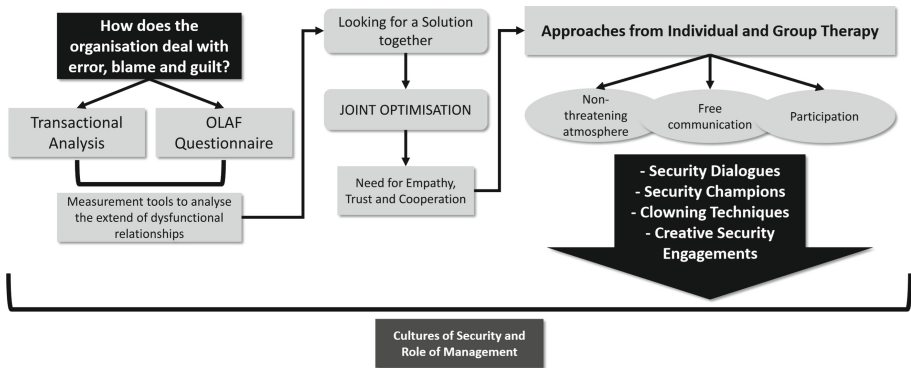 How does the
organisation deal with
error, blame and guilt?
Transactional
Analysis
OLAF
Questionnaire
Measurement tools to analyse
the extend of dysfunctional
relationships
Looking for a Solution
together
JOINT OPTIMISATION
Need for Empathy,
Trust and Cooperation
Approaches from Individual and Group Therapy
Non-
threatening
atmosphere
Free
communication
Participation
- Security Dialogues
- Security Champions
- Clowning Techniques
- Creative Security
Engagements
Cultures of Security and
Role of Management